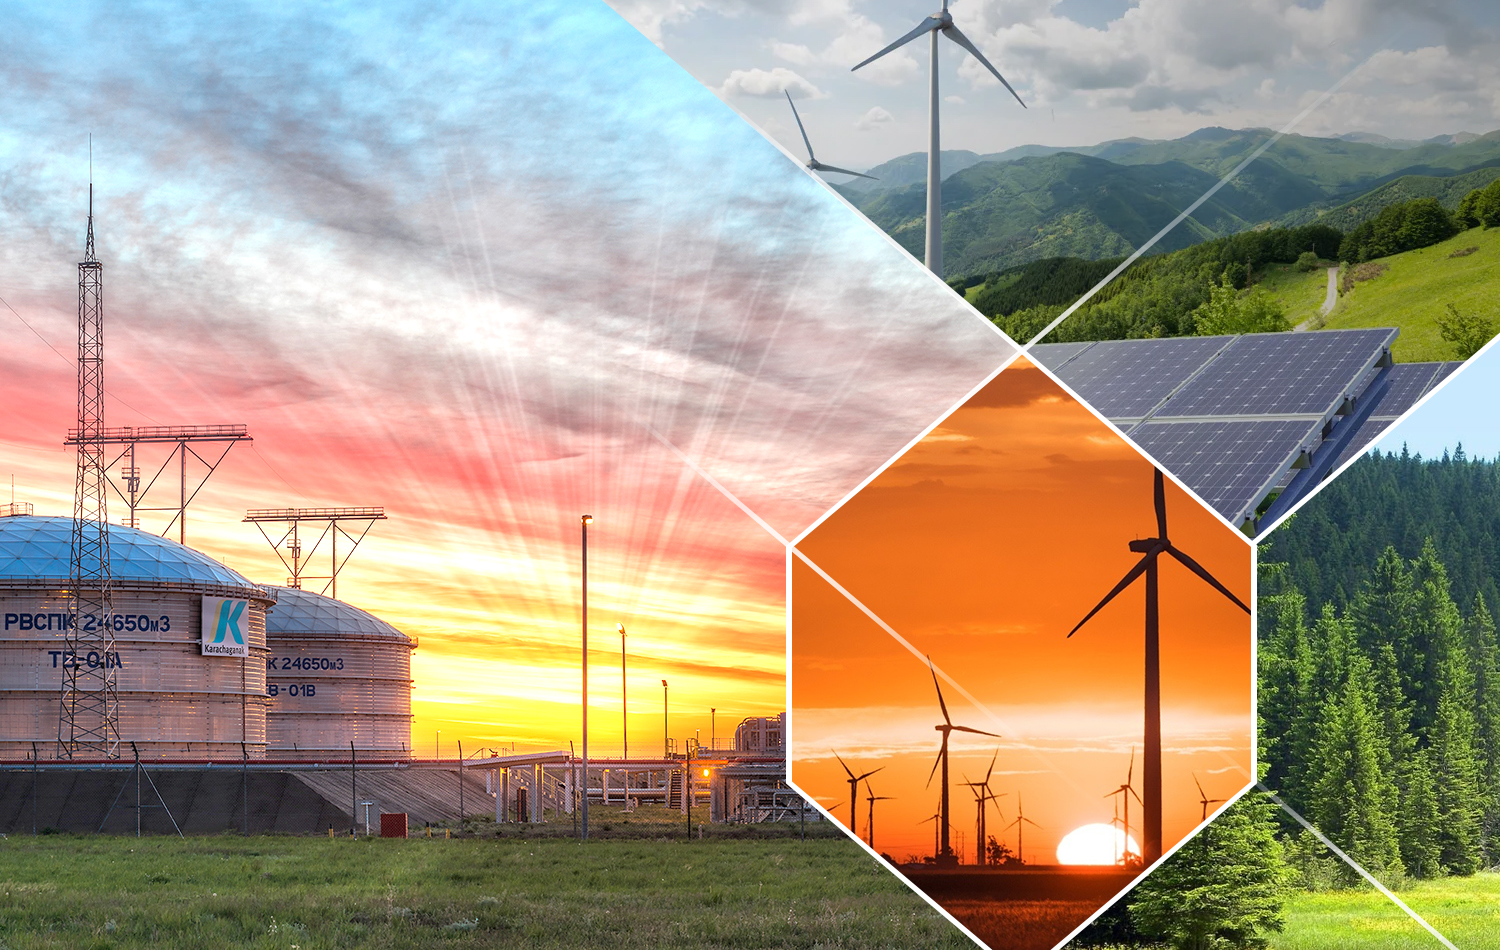 РВСПК 24650м3
ТВ-01А
Karachaganak
К 24650м3
В-01В